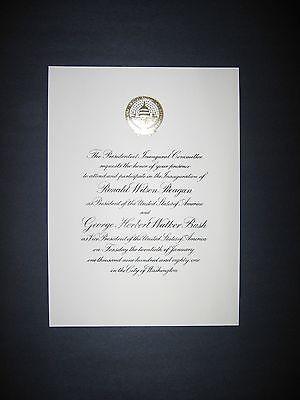 The Presidential Inaugural Committee
requests the honor of your presence
to attend and participate in the Inauguration of
Ronald Wilson Reagan
as President of the United States of America
and
George Herbert Walker Bush
as Vice President of the United States of America
on Tuesday the twentieth of January
one thousand nine hundred and eighty one
in the City of Washington